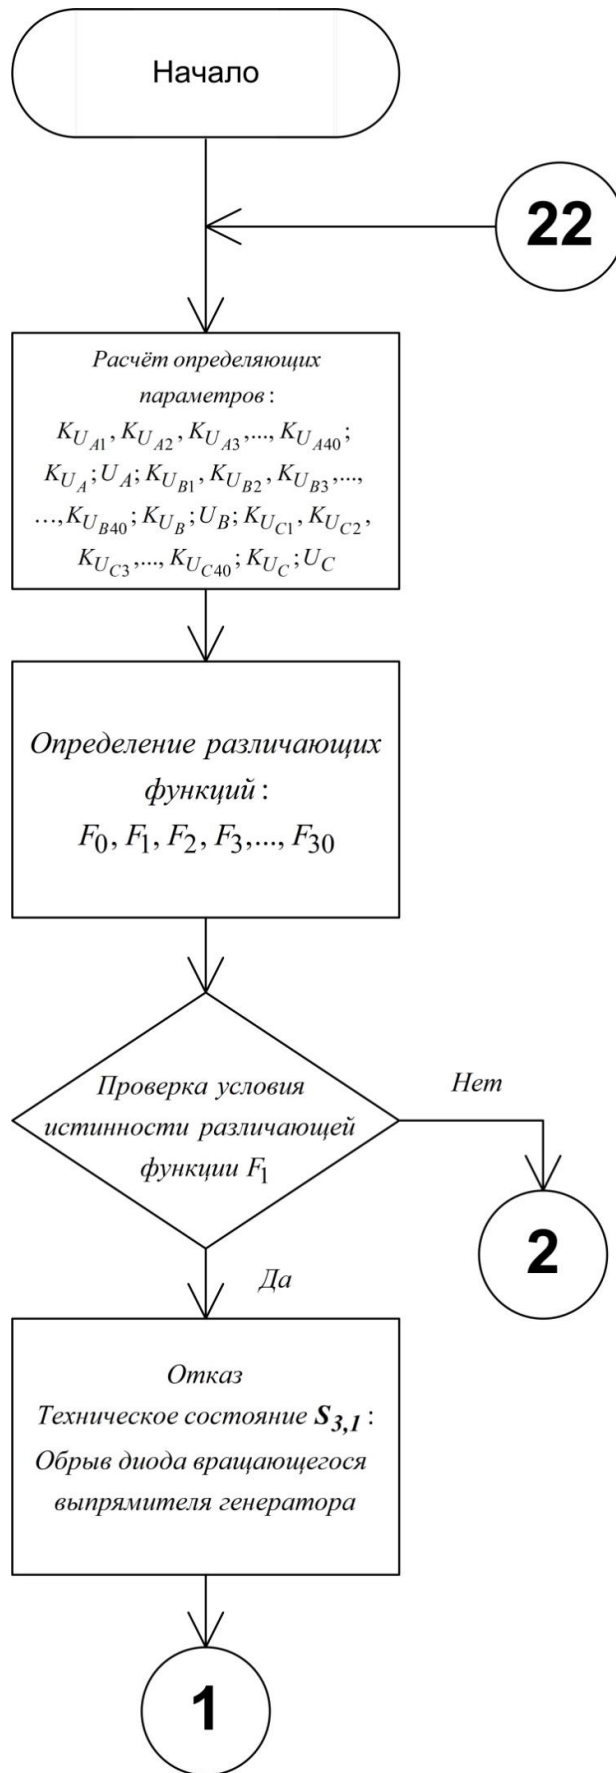 Начало
22
Расчёт определяющих
параметров:
K_{U_{A1}}, K_{U_{A2}}, K_{U_{A3}},..., K_{U_{A40}};
K_{U_A}; U_A; K_{U_{B1}}, K_{U_{B2}}, K_{U_{B3}},...,
...,K_{U_{B40}}; K_{U_B}; U_B; K_{U_{C1}}, K_{U_{C2}},
K_{U_{C3}},..., K_{U_{C40}}; K_{U_C}; U_C
Определение различающих
функций:
F_0, F_1, F_2, F_3,..., F_{30}
Проверка условия
истинности различающей
функции F_1
Нет
2
Да
Отказ
Техническое состояние S_{3,1}:
Обрыв диода вращающегося
выпрямителя генератора
1